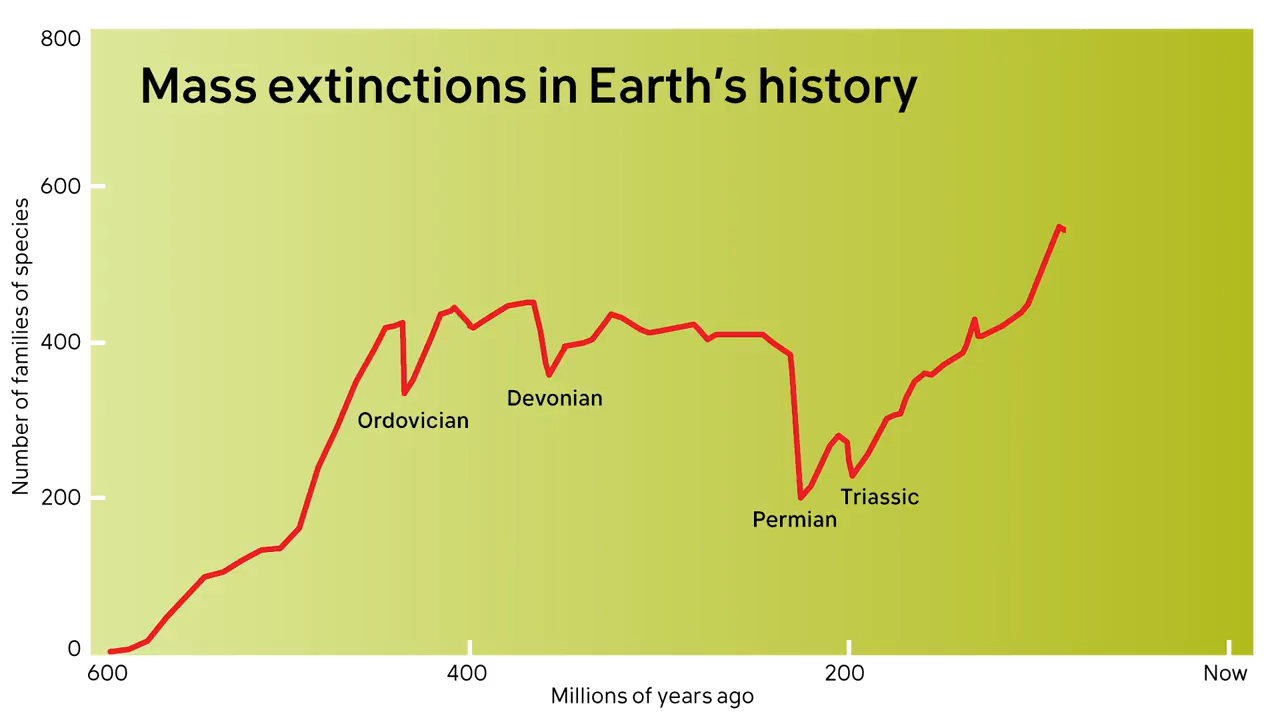 Mass extinctions in Earth's history
800
600
400
200
0
Number of families of species
Ordovician
Devonian
Permian
Triassic
600
400
200
Now
Millions of years ago